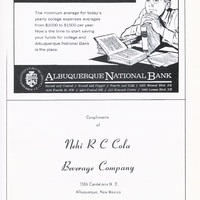 The minimum average for today's
yearly college expenses averages
from $1000 to $1500 per year.
Now's the time to start saving
your funds for college and
Albuquerque National Bank
is the place.
ALBUQUERQUE NATIONAL BANK
Compliments
of
Nehi R C Cola
Beverage Company
Candelaria N. E.
Albuquerque, New Mexico